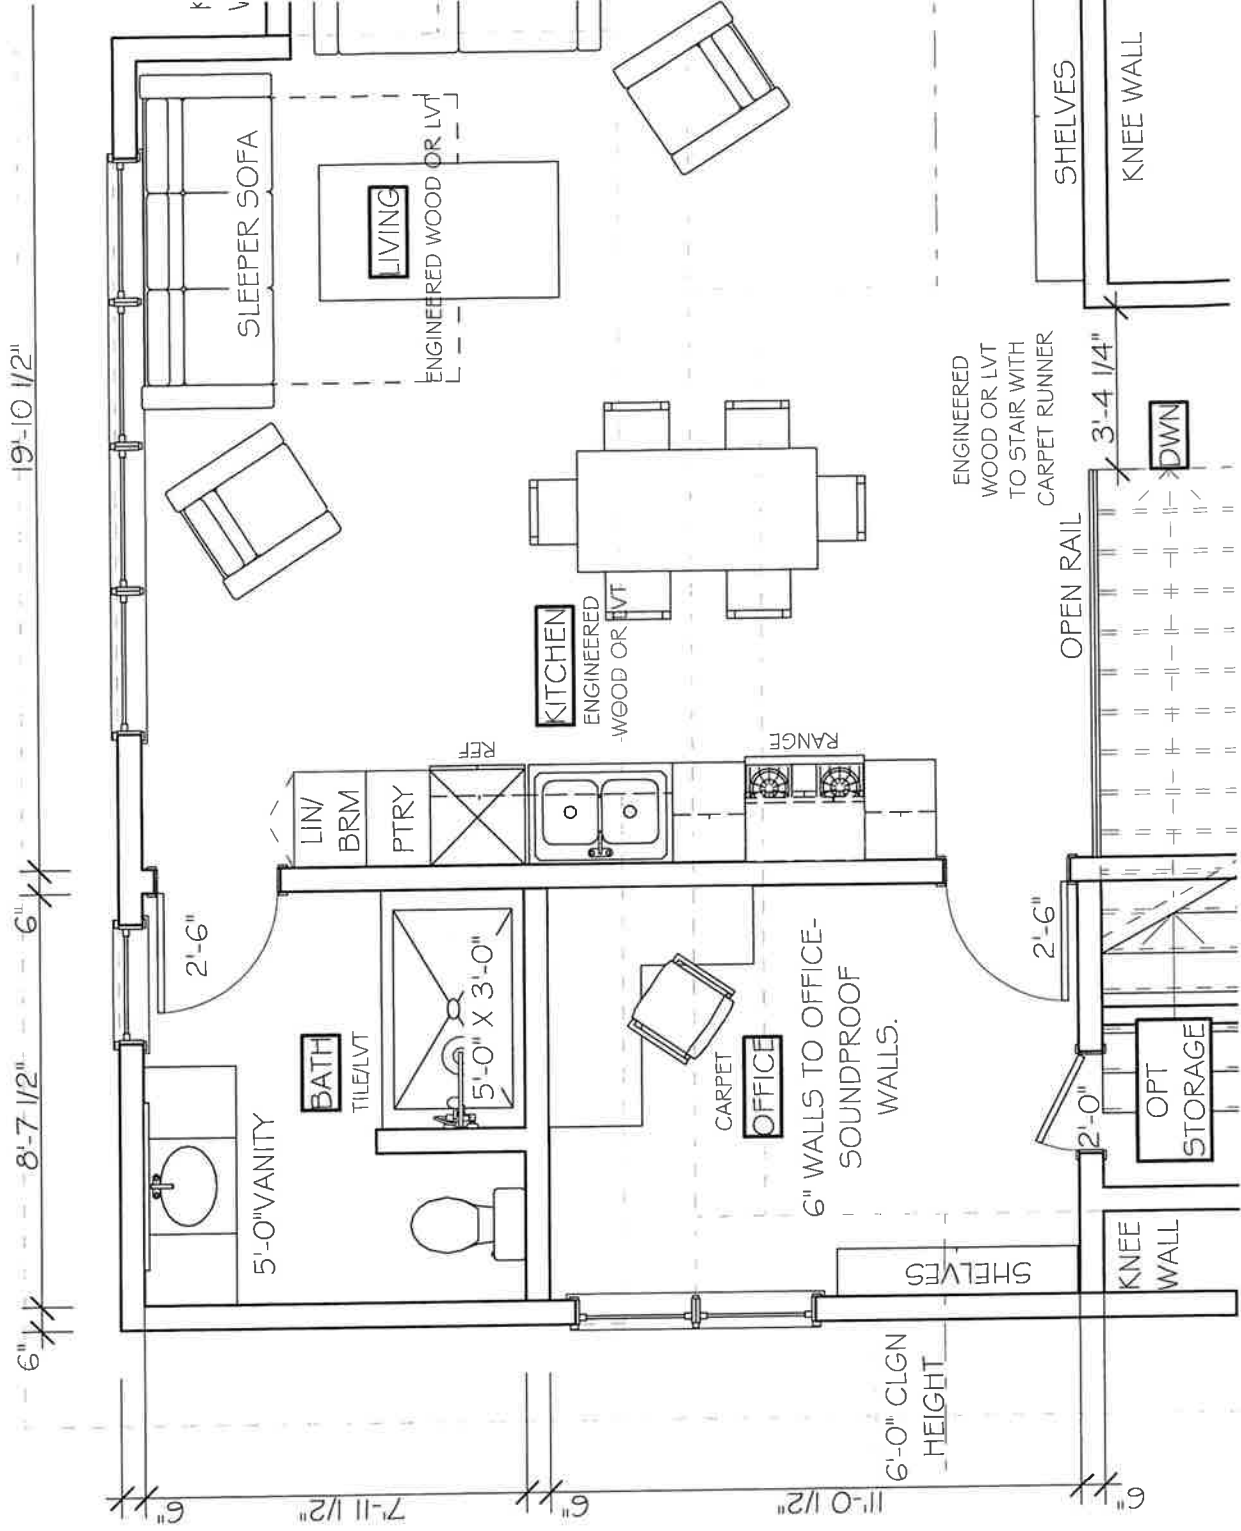 19'-10 1/2"
6"
8'-7 1/2"
6"
SLEEPER SOFA
LIVING
ENGINEERED WOOD OR LVT
SHELVES
KNEE WALL
ENGINEERED
WOOD OR LVT
TO STAIR WITH
CARPET RUNNER
3'-4 1/4"
DWN
OPEN RAIL
KITCHEN
ENGINEERED
WOOD OR LVT
LIN/
BRM
PTRY
REF
RANGE
2'-6"
BATH
TILE/LVT
5'-0" X 3'-0"
5'-0" VANITY
CARPET
OFFICE
6" WALLS TO OFFICE-
SOUNDPROOF
WALLS.
2'-6"
2'-0"
OPT
STORAGE
SHELVES
KNEE
WALL
6'-0" CLGN
HEIGHT
6"
7'-11 1/2"
6"
11'-0 1/2"
6"